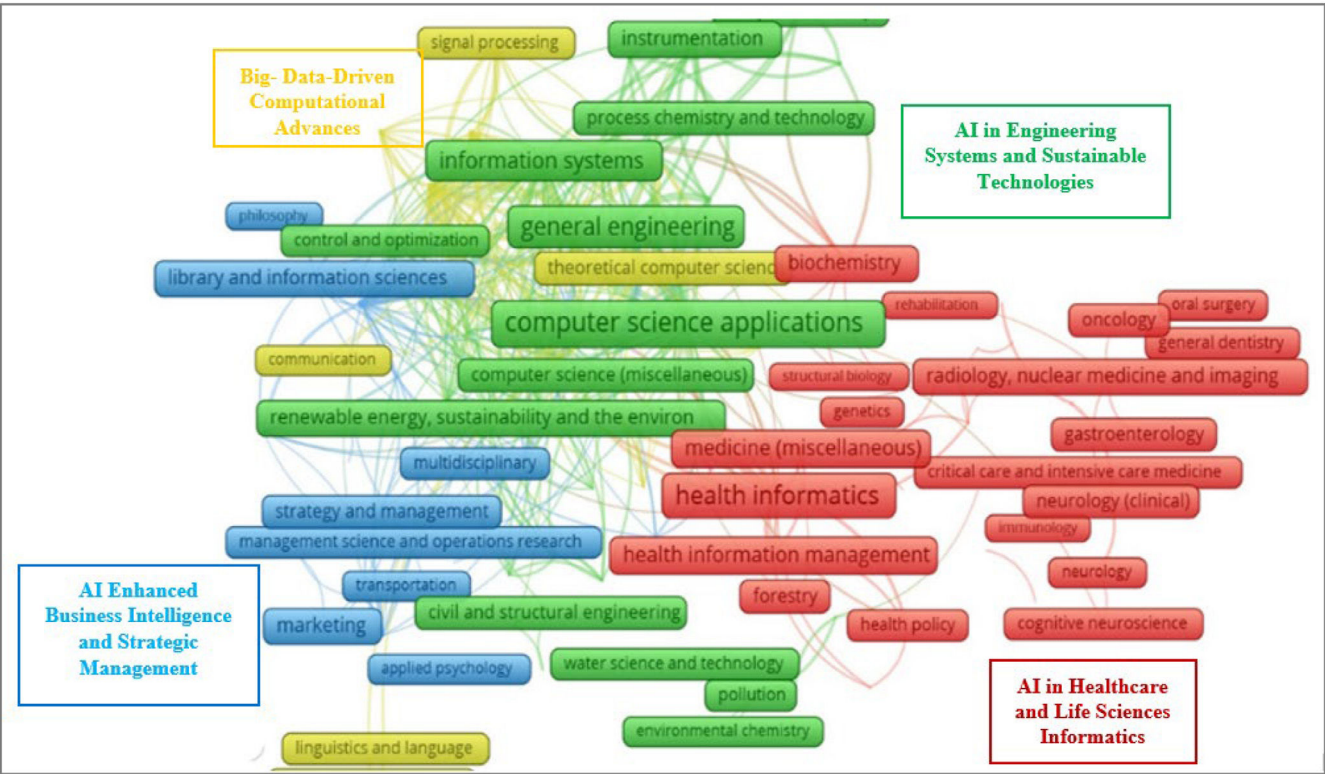 signal processing
instrumentation
Big- Data-Driven
Computational
Advances
process chemistry and technology
AI in Engineering
Systems and Sustainable
Technologies
information systems
philosophy
general engineering
control and optimization
library and information sciences
theoretical computer scienc
biochemistry
computer science applications
rehabilitation
oral surgery
oncology
general dentistry
communication
computer science (miscellaneous)
structural biology
radiology, nuclear medicine and imaging
genetics
renewable energy, sustainability and the environ
medicine (miscellaneous)
gastroenterology
multidisciplinary
critical care and intensive care medicine
health informatics
neurology (clinical)
strategy and management
immunology
management science and operations research
health information management
neurology
AI Enhanced
Business Intelligence
and Strategic
Management
transportation
forestry
civil and structural engineering
marketing
health policy
cognitive neuroscience
applied psychology
water science and technology
pollution
AI in Healthcare
and Life Sciences
Informatics
environmental chemistry
linguistics and language